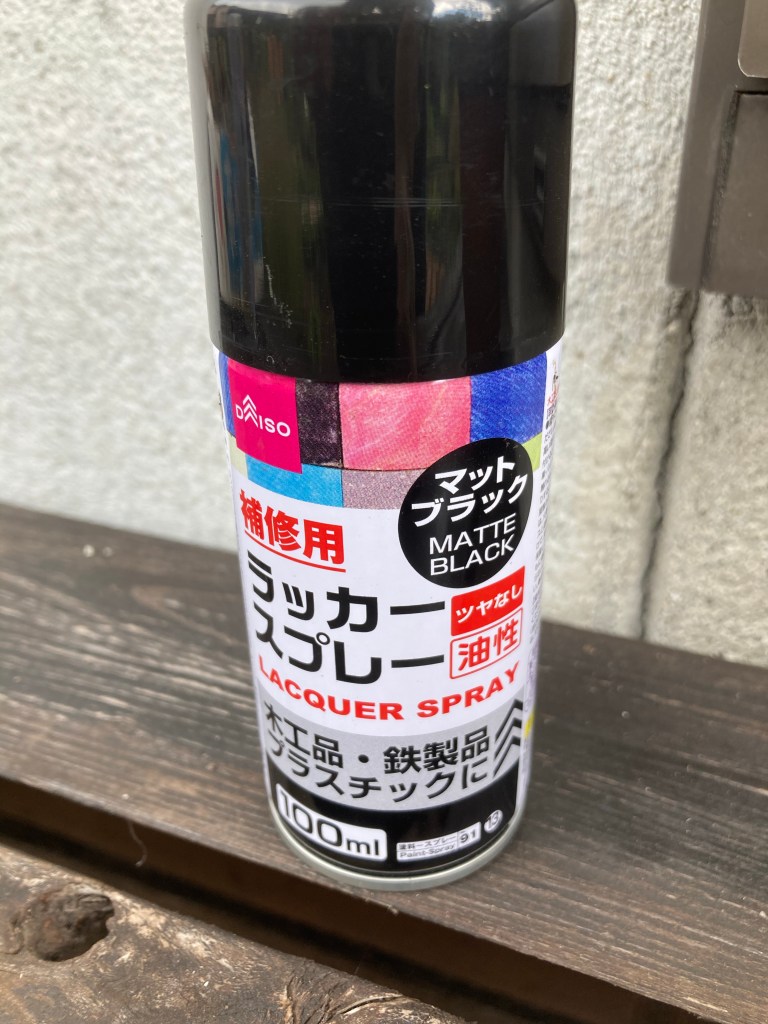 DAISO
マット
ブラック
MATTE
BLACK
補修用
ラッカー
スプレー
ツヤなし
油性
LACQUER SPRAY
木工品・鉄製品
プラスチックに
100ml
塗料－スプレー
Paint-Spray
91
13